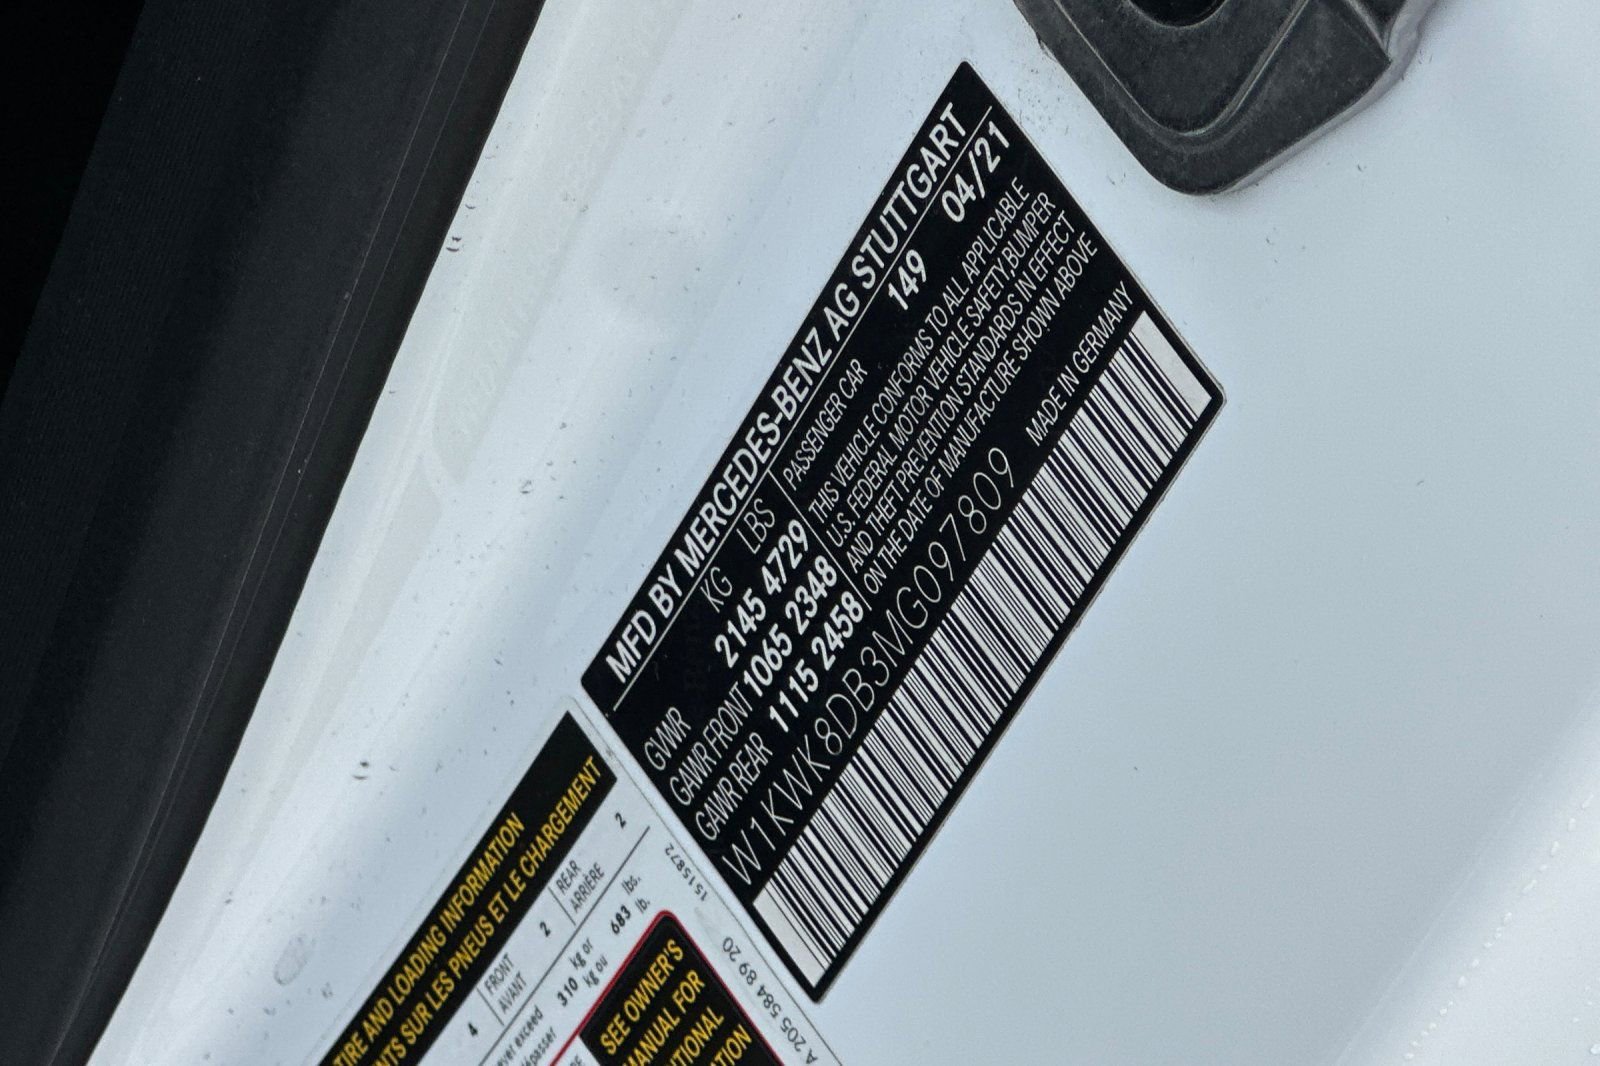 MFD BY MERCEDES-BENZ AG STUTTGART
KG LBS 149 04/21
GVWR 2145 4729 PASSENGER CAR
GAWR FRONT 1065 2348 THIS VEHICLE CONFORMS TO ALL APPLICABLE
GAWR REAR 1115 2458 U.S. FEDERAL MOTOR VEHICLE SAFETY,BUMPER
AND THEFT PREVENTION STANDARDS IN EFFECT
ON THE DATE OF MANUFACTURE SHOWN ABOVE
W1KWK8DB3MG097809 MADE IN GERMANY
TIRE AND LOADING INFORMATION
SUR LES PNEUS ET LE CHARGEMENT
4 FRONT 2 REAR 2
AVANT ARRIÈRE
exceed 310 kg or 683 lbs.
kg ou lb.
SEE OWNER'S
MANUAL FOR
1515872
A 205 584 89 20